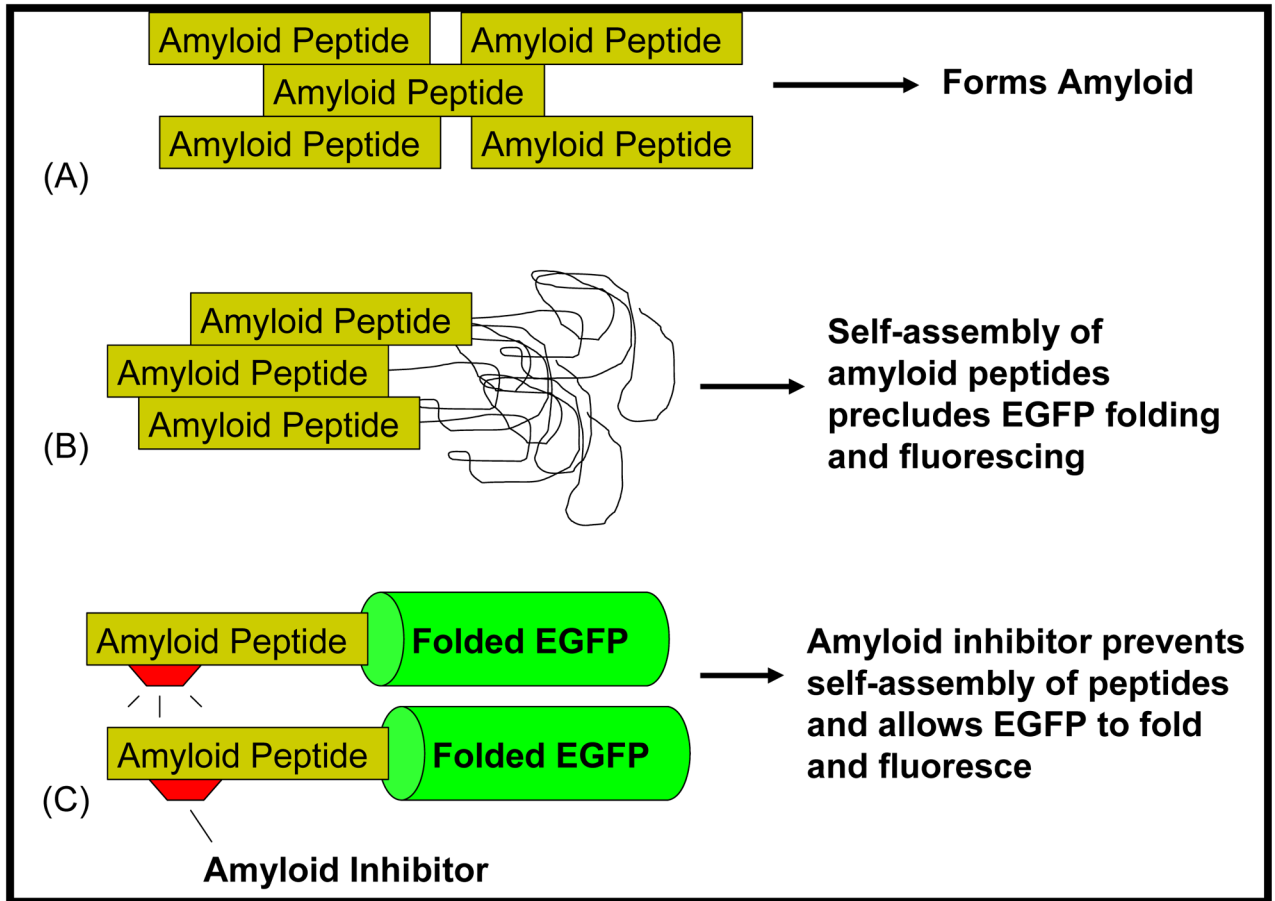 Amyloid Peptide Amyloid Peptide
Amyloid Peptide
Forms Amyloid
Amyloid Peptide Amyloid Peptide
(A)
Amyloid Peptide
Amyloid Peptide
Amyloid Peptide
(B)
Self-assembly of
amyloid peptides
precludes EGFP folding
and fluorescing
Amyloid Peptide Folded EGFP
Amyloid Peptide Folded EGFP
(C)
Amyloid Inhibitor
Amyloid inhibitor prevents
self-assembly of peptides
and allows EGFP to fold
and fluoresce